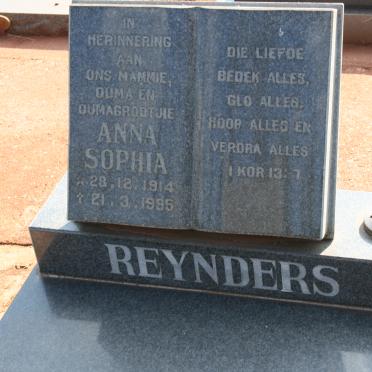 IN
HERINNERING
AAN
ONS MAMMIE,
OUMA EN
OUMAGROOTJIE
ANNA
SOPHIA
* 28.12.1914
† 21.3.1995
DIE LIEFDE
BEDEK ALLES,
GLO ALLES,
HOOP ALLES EN
VERDRA ALLES
1 KOR 13:7
REYNDERS